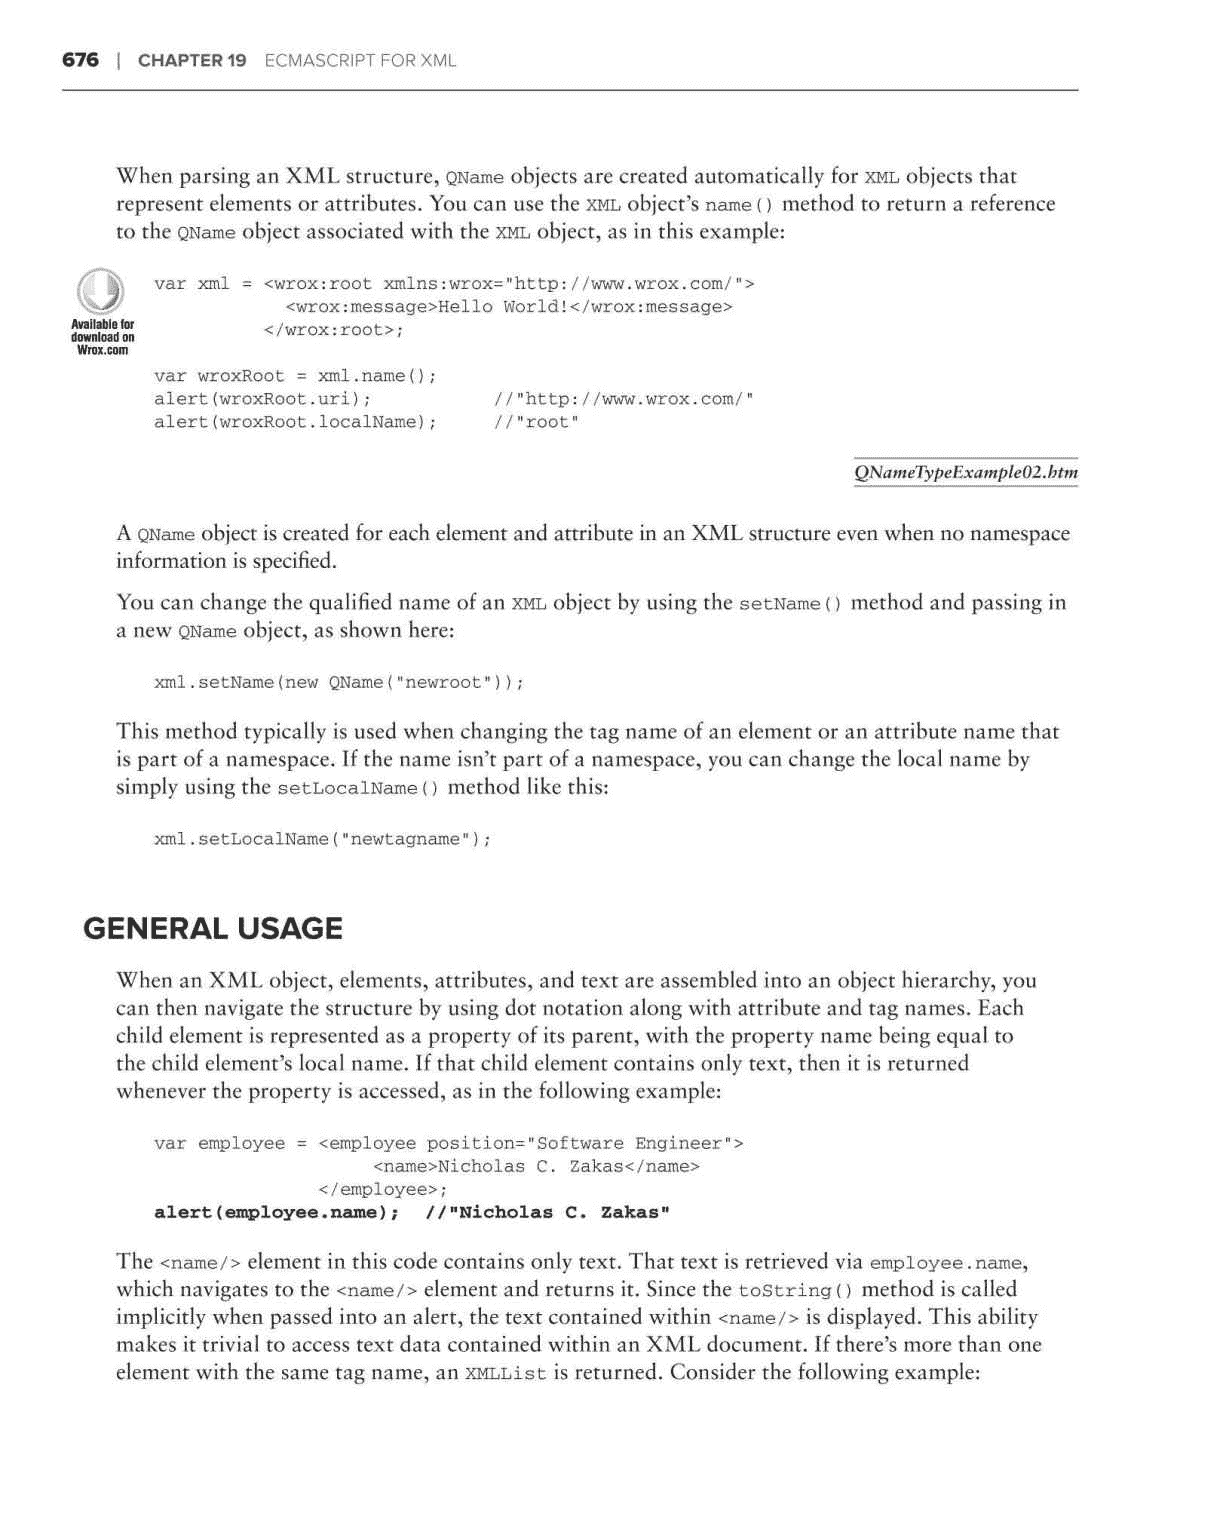 676 | CHAPTER 19 ECMASCRIPT FOR XML
When parsing an XML structure, QName objects are created automatically for XML objects that
represent elements or attributes. You can use the XML object’s name() method to return a reference
to the QName object associated with the XML object, as in this example:
var xml = <wrox:root xmlns:wrox="http://www.wrox.com/">
<wrox:message>Hello World!</wrox:message>
</wrox:root>;
Available for
download on
Wrox.com
var wroxRoot = xml.name();
alert(wroxRoot.uri); //"http://www.wrox.com/"
alert(wroxRoot.localName); //"root"
QNameTypeExample02.htm
A QName object is created for each element and attribute in an XML structure even when no namespace
information is specified.
You can change the qualified name of an XML object by using the setName() method and passing in
a new QName object, as shown here:
xml.setName(new QName("newroot"));
This method typically is used when changing the tag name of an element or an attribute name that
is part of a namespace. If the name isn’t part of a namespace, you can change the local name by
simply using the setLocalName() method like this:
xml.setLocalName("newtagname");
GENERAL USAGE
When an XML object, elements, attributes, and text are assembled into an object hierarchy, you
can then navigate the structure by using dot notation along with attribute and tag names. Each
child element is represented as a property of its parent, with the property name being equal to
the child element’s local name. If that child element contains only text, then it is returned
whenever the property is accessed, as in the following example:
var employee = <employee position="Software Engineer">
<name>Nicholas C. Zakas</name>
</employee>;
alert(employee.name); //"Nicholas C. Zakas"
The <name/> element in this code contains only text. That text is retrieved via employee.name,
which navigates to the <name/> element and returns it. Since the toString() method is called
implicitly when passed into an alert, the text contained within <name/> is displayed. This ability
makes it trivial to access text data contained within an XML document. If there’s more than one
element with the same tag name, an XMLList is returned. Consider the following example: